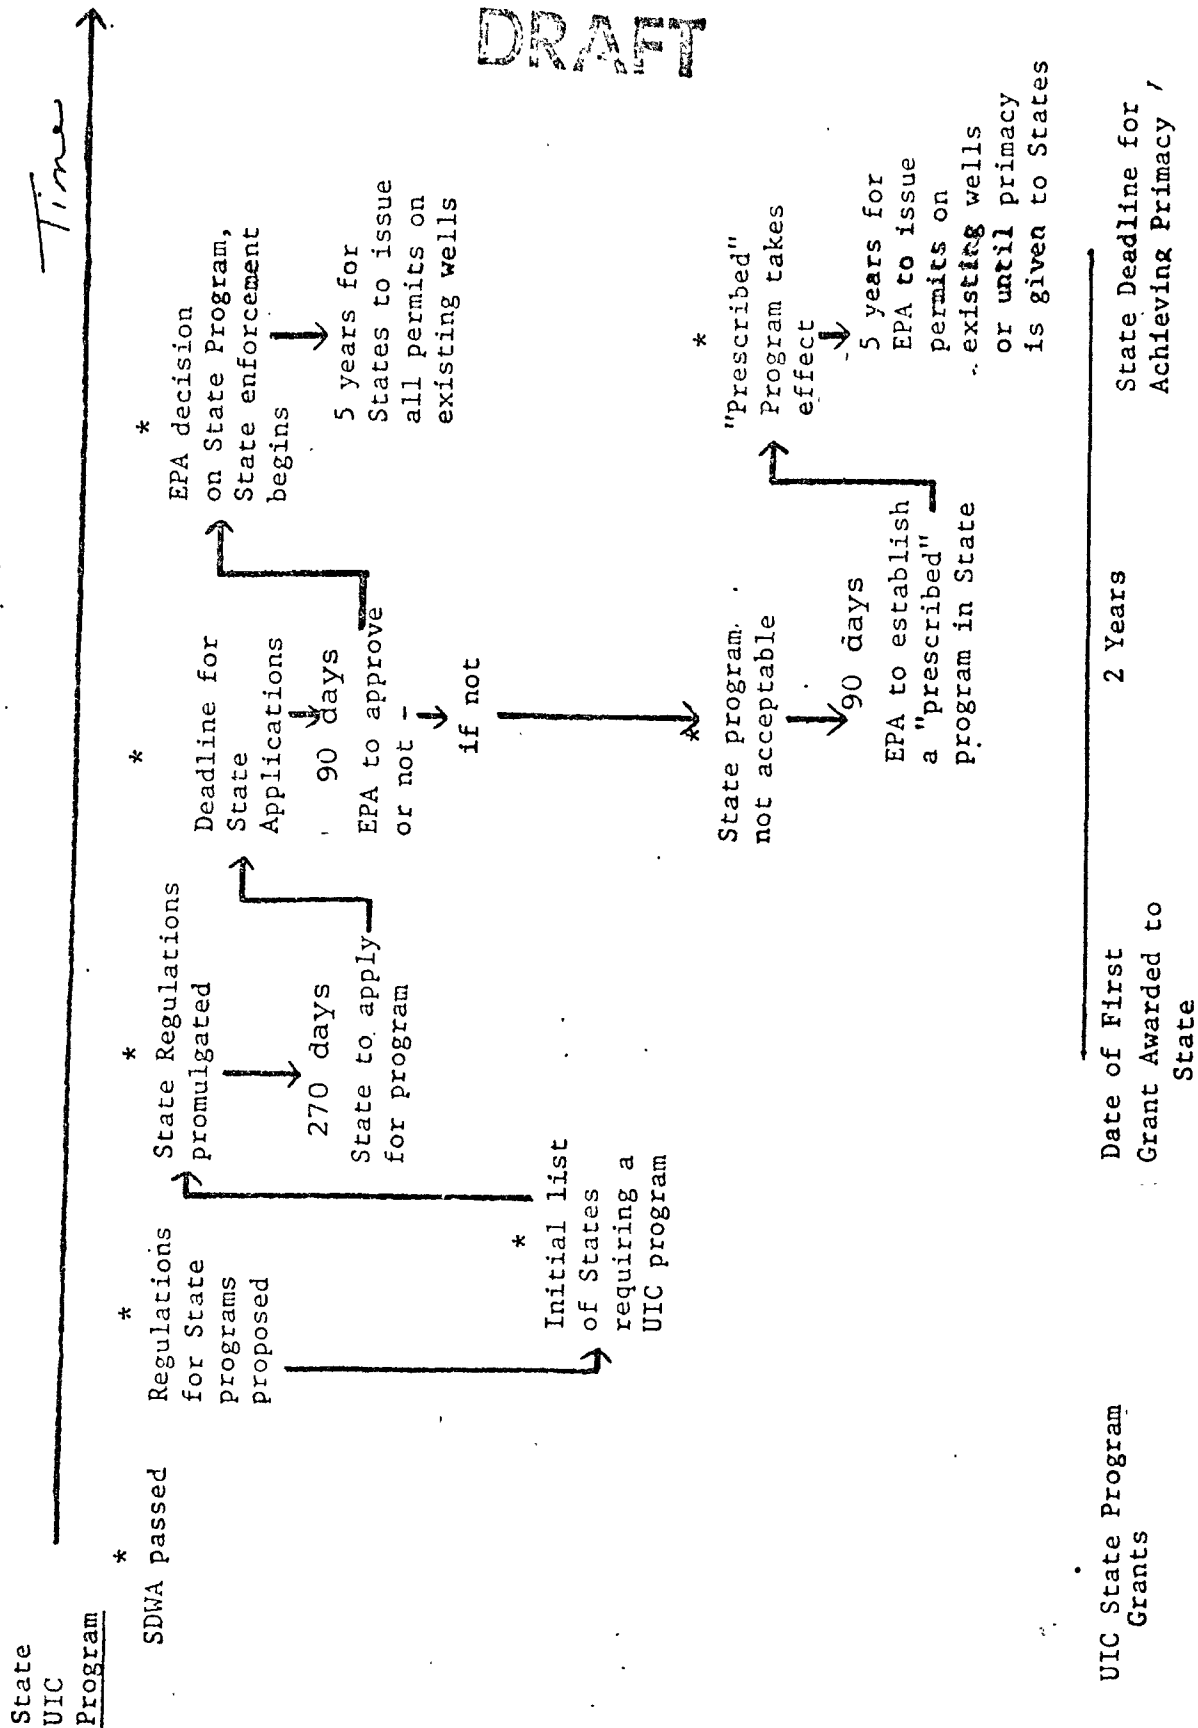 DRAFT
Time
State
UIC
Program
*
SDWA passed
*
Regulations
for State
programs
proposed
*
Initial list
of States
requiring a
UIC program
*
State Regulations
promulgated
270 days
State to apply
for program
*
Deadline for
State
Applications
90 days
EPA to approve
or not -
if not
*
EPA decision
on State Program,
State enforcement
begins
5 years for
States to issue
all permits on
existing wells
*
State program
not acceptable
90 days
EPA to establish
a "prescribed"
program in State
*
"Prescribed"
Program takes
effect
5 years for
EPA to issue
permits on
existing wells
or until primacy
is given to States
UIC State Program
Grants
Date of First
Grant Awarded to
State
2 Years
State Deadline for
Achieving Primacy